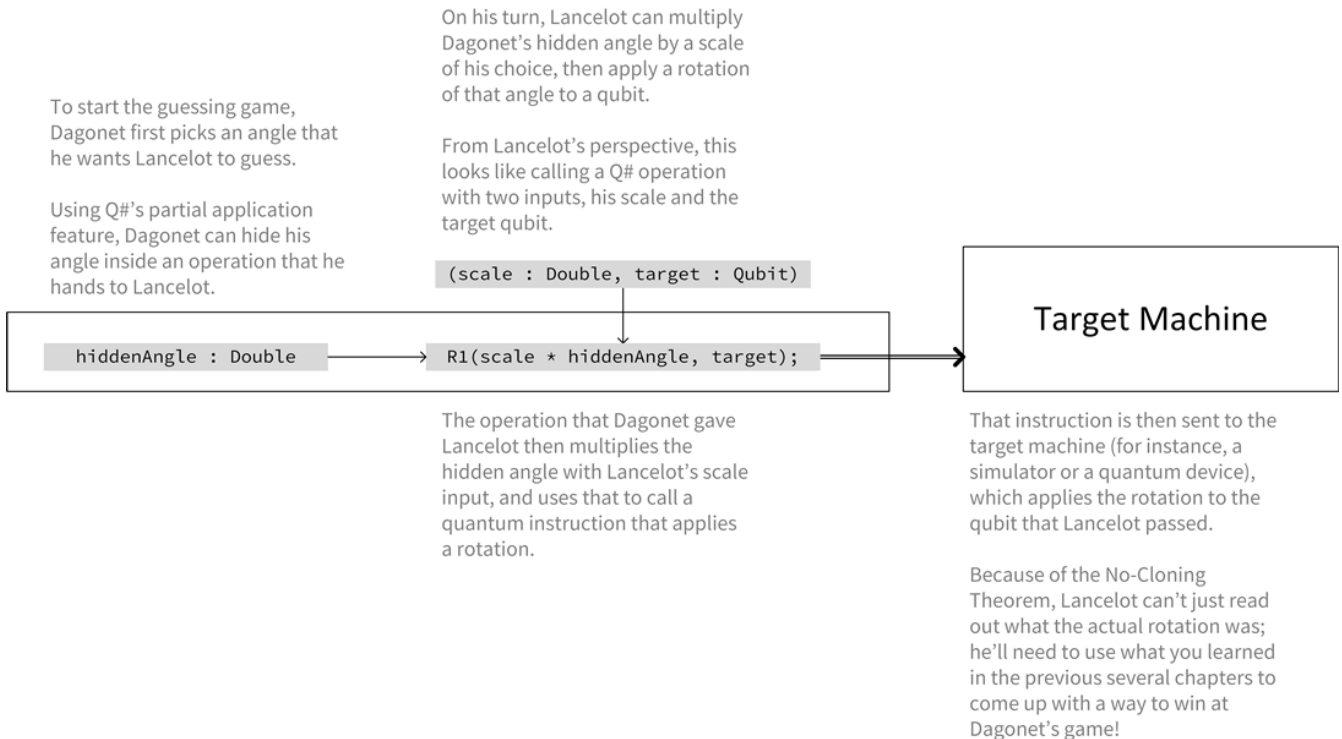 To start the guessing game,
Dagonet first picks an angle that
he wants Lancelot to guess.
Using Q#’s partial application
feature, Dagonet can hide his
angle inside an operation that he
hands to Lancelot.
On his turn, Lancelot can multiply
Dagonet’s hidden angle by a scale
of his choice, then apply a rotation
of that angle to a qubit.
From Lancelot’s perspective, this
looks like calling a Q# operation
with two inputs, his scale and the
target qubit.
(scale : Double, target : Qubit)
hiddenAngle : Double
R1(scale * hiddenAngle, target);
Target Machine
The operation that Dagonet gave
Lancelot then multiplies the
hidden angle with Lancelot’s scale
input, and uses that to call a
quantum instruction that applies
a rotation.
That instruction is then sent to the
target machine (for instance, a
simulator or a quantum device),
which applies the rotation to the
qubit that Lancelot passed.
Because of the No-Cloning
Theorem, Lancelot can’t just read
out what the actual rotation was;
he’ll need to use what you learned
in the previous several chapters to
come up with a way to win at
Dagonet’s game!